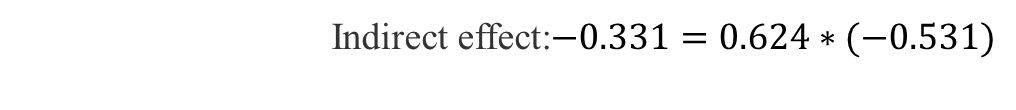 Indirect effect:−0.331 = 0.624 ∗ (−0.531)